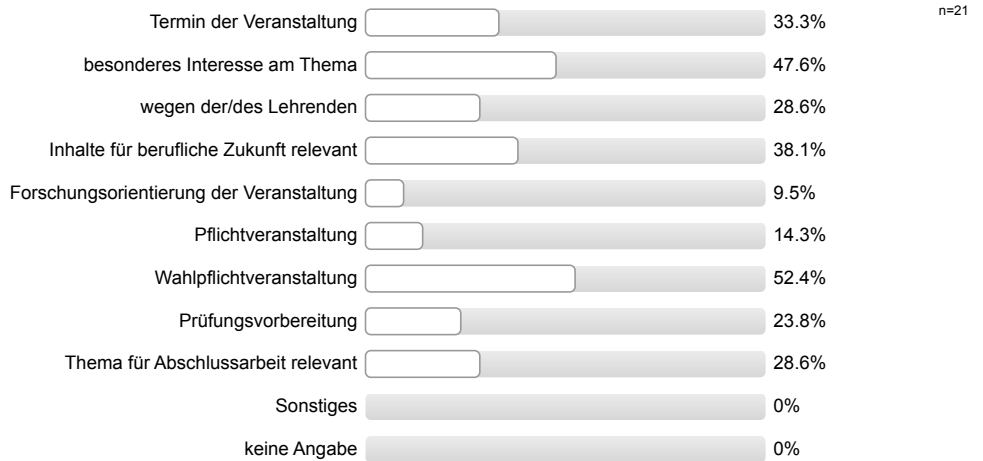 Termin der Veranstaltung 33.3% n=21
besonderes Interesse am Thema 47.6%
wegen der/des Lehrenden 28.6%
Inhalte für berufliche Zukunft relevant 38.1%
Forschungsorientierung der Veranstaltung 9.5%
Pflichtveranstaltung 14.3%
Wahlpflichtveranstaltung 52.4%
Prüfungsvorbereitung 23.8%
Thema für Abschlussarbeit relevant 28.6%
Sonstiges 0%
keine Angabe 0%